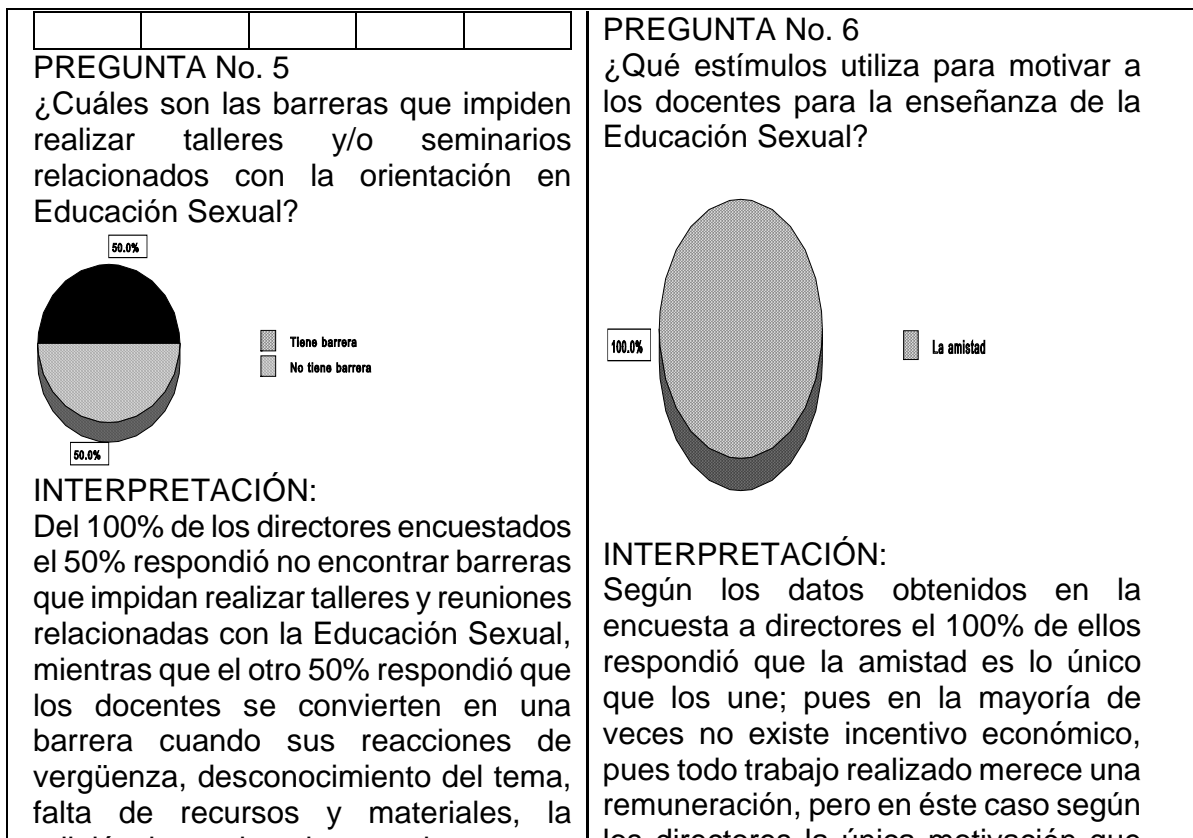 PREGUNTA No. 5
¿Cuáles son las barreras que impiden
realizar talleres y/o seminarios
relacionados con la orientación en
Educación Sexual?
50.0%
Tiene barrera
No tiene barrera
50.0%
INTERPRETACIÓN:
Del 100% de los directores encuestados
el 50% respondió no encontrar barreras
que impidan realizar talleres y reuniones
relacionadas con la Educación Sexual,
mientras que el otro 50% respondió que
los docentes se convierten en una
barrera cuando sus reacciones de
vergüenza, desconocimiento del tema,
falta de recursos y materiales, la
PREGUNTA No. 6
¿Qué estímulos utiliza para motivar a
los docentes para la enseñanza de la
Educación Sexual?
100.0%
La amistad
INTERPRETACIÓN:
Según los datos obtenidos en la
encuesta a directores el 100% de ellos
respondió que la amistad es lo único
que los une; pues en la mayoría de
veces no existe incentivo económico,
pues todo trabajo realizado merece una
remuneración, pero en éste caso según
los directores la única motivación que